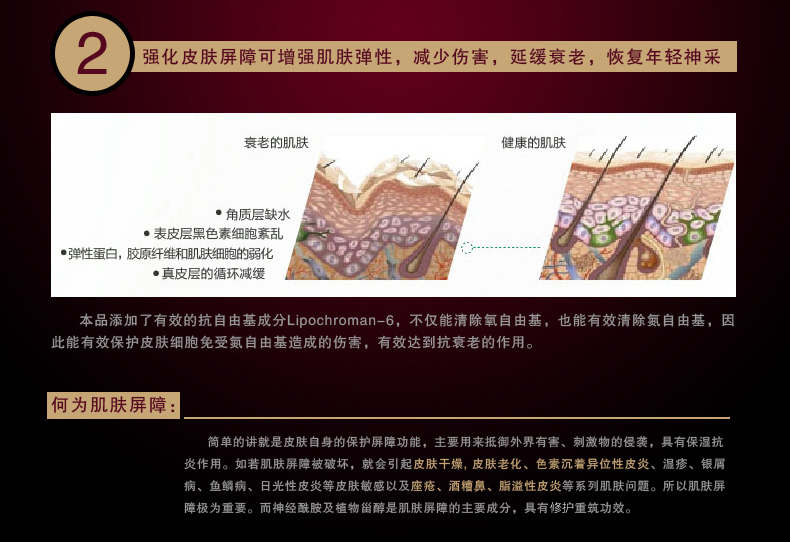 2
强化皮肤屏障可增强肌肤弹性，减少伤害，延缓衰老，恢复年轻神采
衰老的肌肤
健康的肌肤
• 角质层缺水
• 表皮层黑色素细胞紊乱
• 弹性蛋白，胶原纤维和肌肤细胞的弱化
• 真皮层的循环减缓
本品添加了有效的抗自由基成分Lipochroman-6，不仅能清除氧自由基，也能有效清除氮自由基，因
此能有效保护皮肤细胞免受氮自由基造成的伤害，有效达到抗衰老的作用。
何为肌肤屏障：
简单的讲就是皮肤自身的保护屏障功能，主要用来抵御外界有害、刺激物的侵袭，具有保湿抗
炎作用。如若肌肤屏障被破坏，就会引起皮肤干燥, 皮肤老化、色素沉着异位性皮炎、湿疹、银屑
病、鱼鳞病、日光性皮炎等皮肤敏感以及座疮、酒糟鼻、脂溢性皮炎等系列肌肤问题。所以肌肤屏
障极为重要。而神经酰胺及植物甾醇是肌肤屏障的主要成分，具有修护重筑功效。